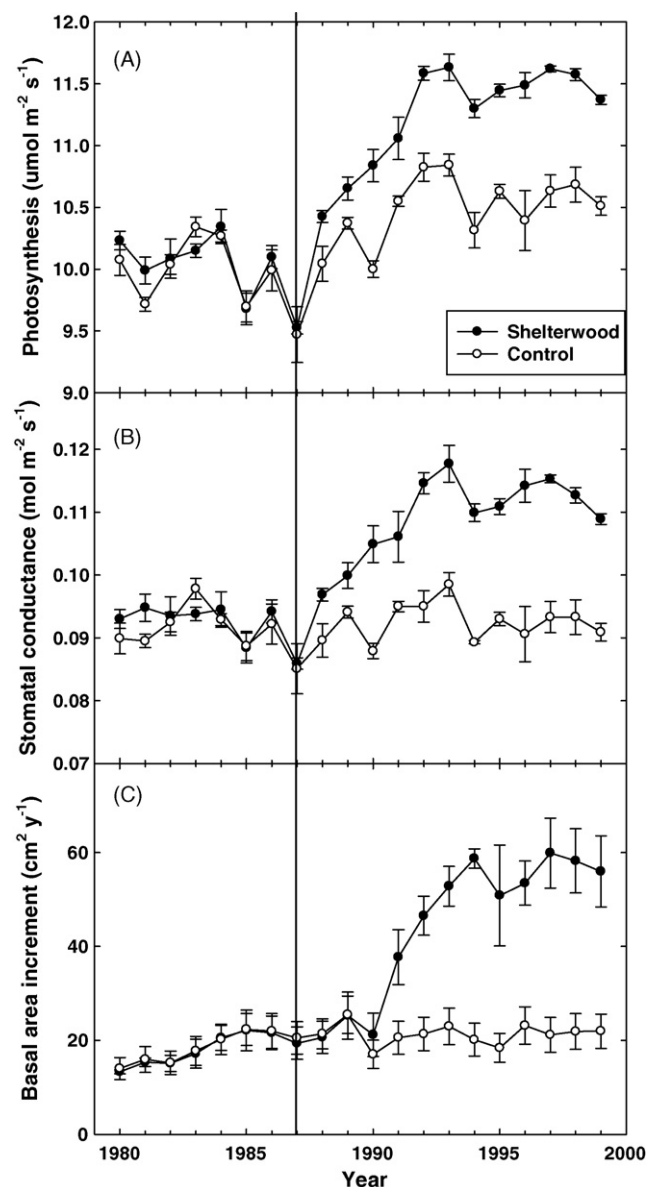 (A)
Photosynthesis (umol m⁻² s⁻¹)
12.0
11.5
11.0
10.5
10.0
9.5
9.0
Shelterwood
Control
(B)
Stomatal conductance (mol m⁻² s⁻¹)
0.12
0.11
0.10
0.09
0.08
0.07
(C)
Basal area increment (cm² y⁻¹)
60
40
20
0
1980 1985 1990 1995 2000
Year